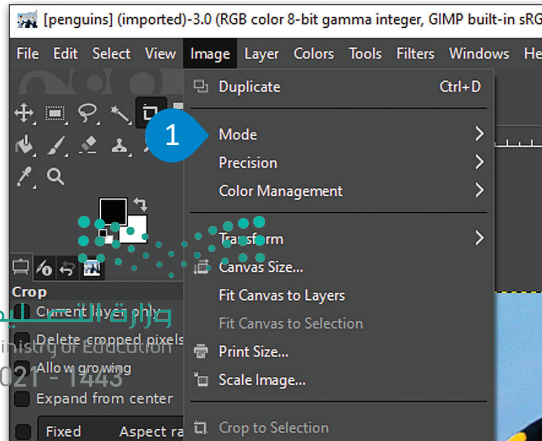 [penguins] (imported)-3.0 (RGB color 8-bit gamma integer, GIMP built-in sRG
File Edit Select View Image Layer Colors Tools Filters Windows He
Duplicate Ctrl+D
1
Mode
Precision
Color Management
Transform
Canvas Size...
Fit Canvas to Layers
Fit Canvas to Selection
Print Size...
Scale Image...
Crop to Selection
Crop
Current layer only
Delete cropped pixels
Allow growing
Expand from center
Fixed Aspect ra
وزارة التعليم
Ministry of Education
2021 - 1443